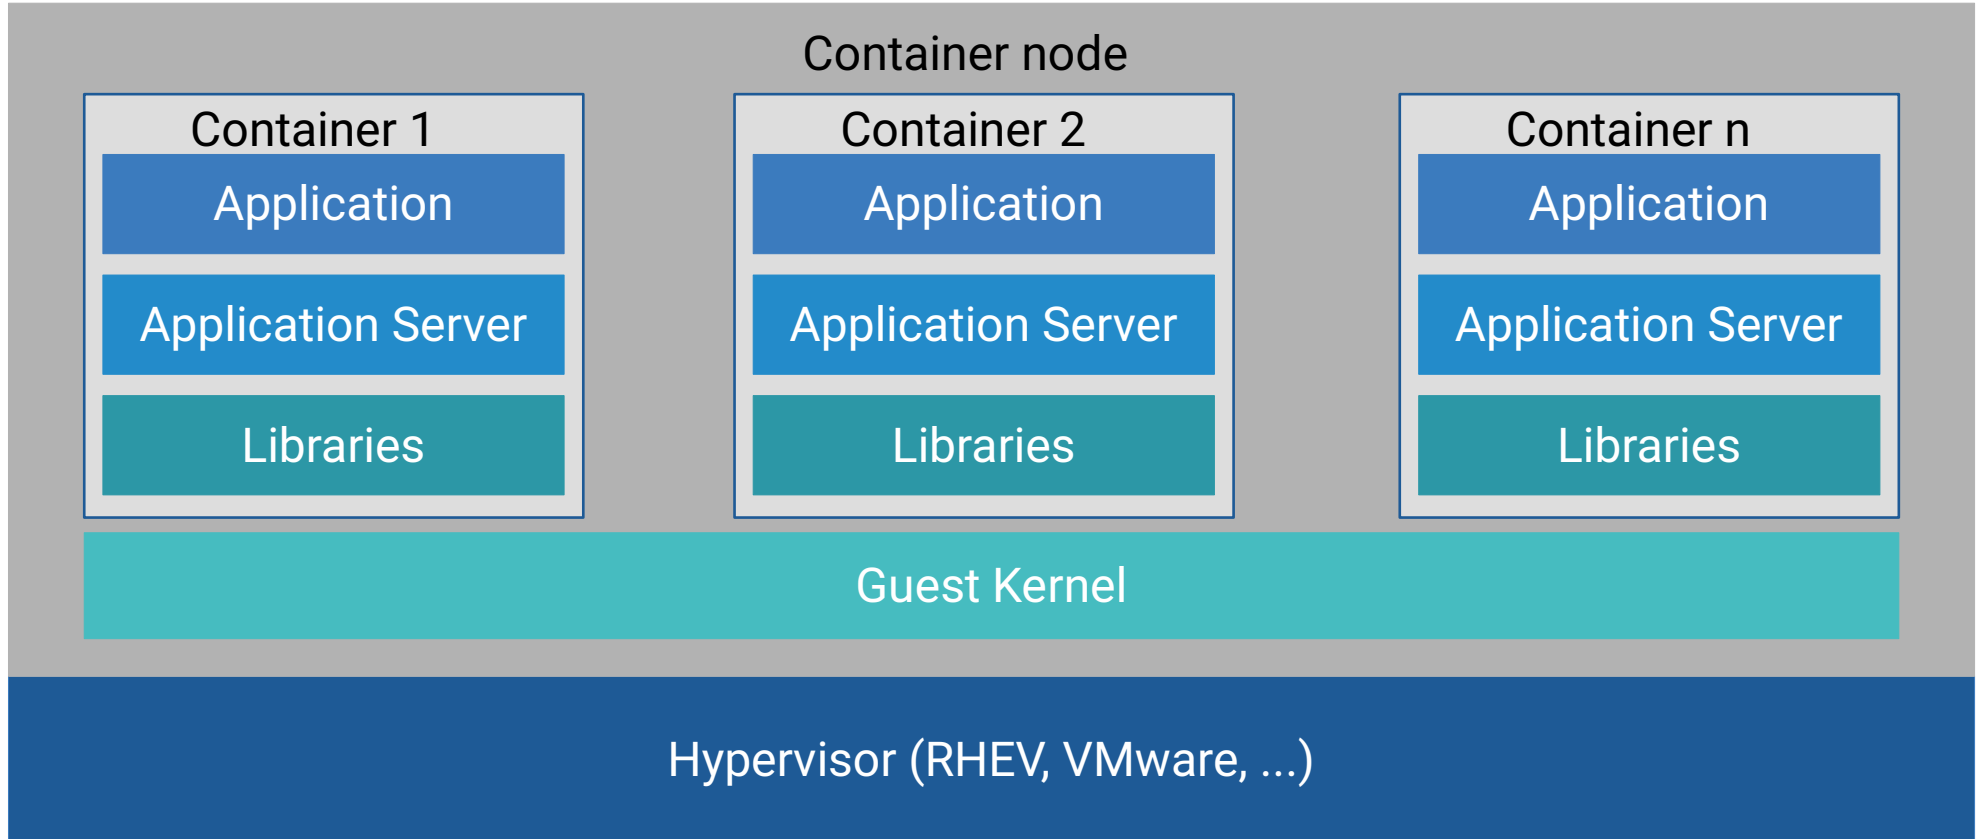 Container node
Container 1
Application
Application Server
Libraries
Container 2
Application
Application Server
Libraries
Container n
Application
Application Server
Libraries
Guest Kernel
Hypervisor (RHEV, VMware, ...)